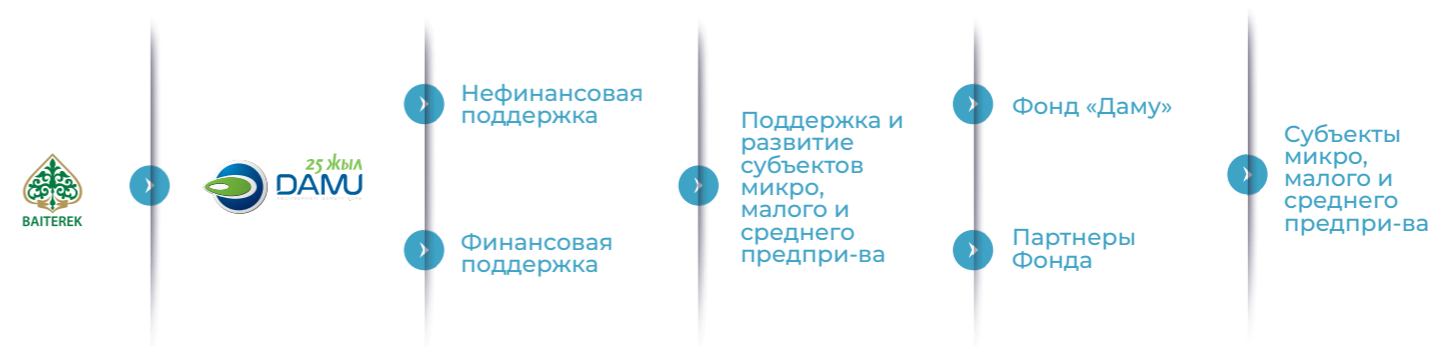 BAITEREK
25 жыл
DAMU
Нефинансовая
поддержка
Финансовая
поддержка
Поддержка и
развитие
субъектов
микро,
малого и
среднего
предпри-ва
Фонд «Даму»
Партнеры
Фонда
Субъекты
микро,
малого и
среднего
предпри-ва